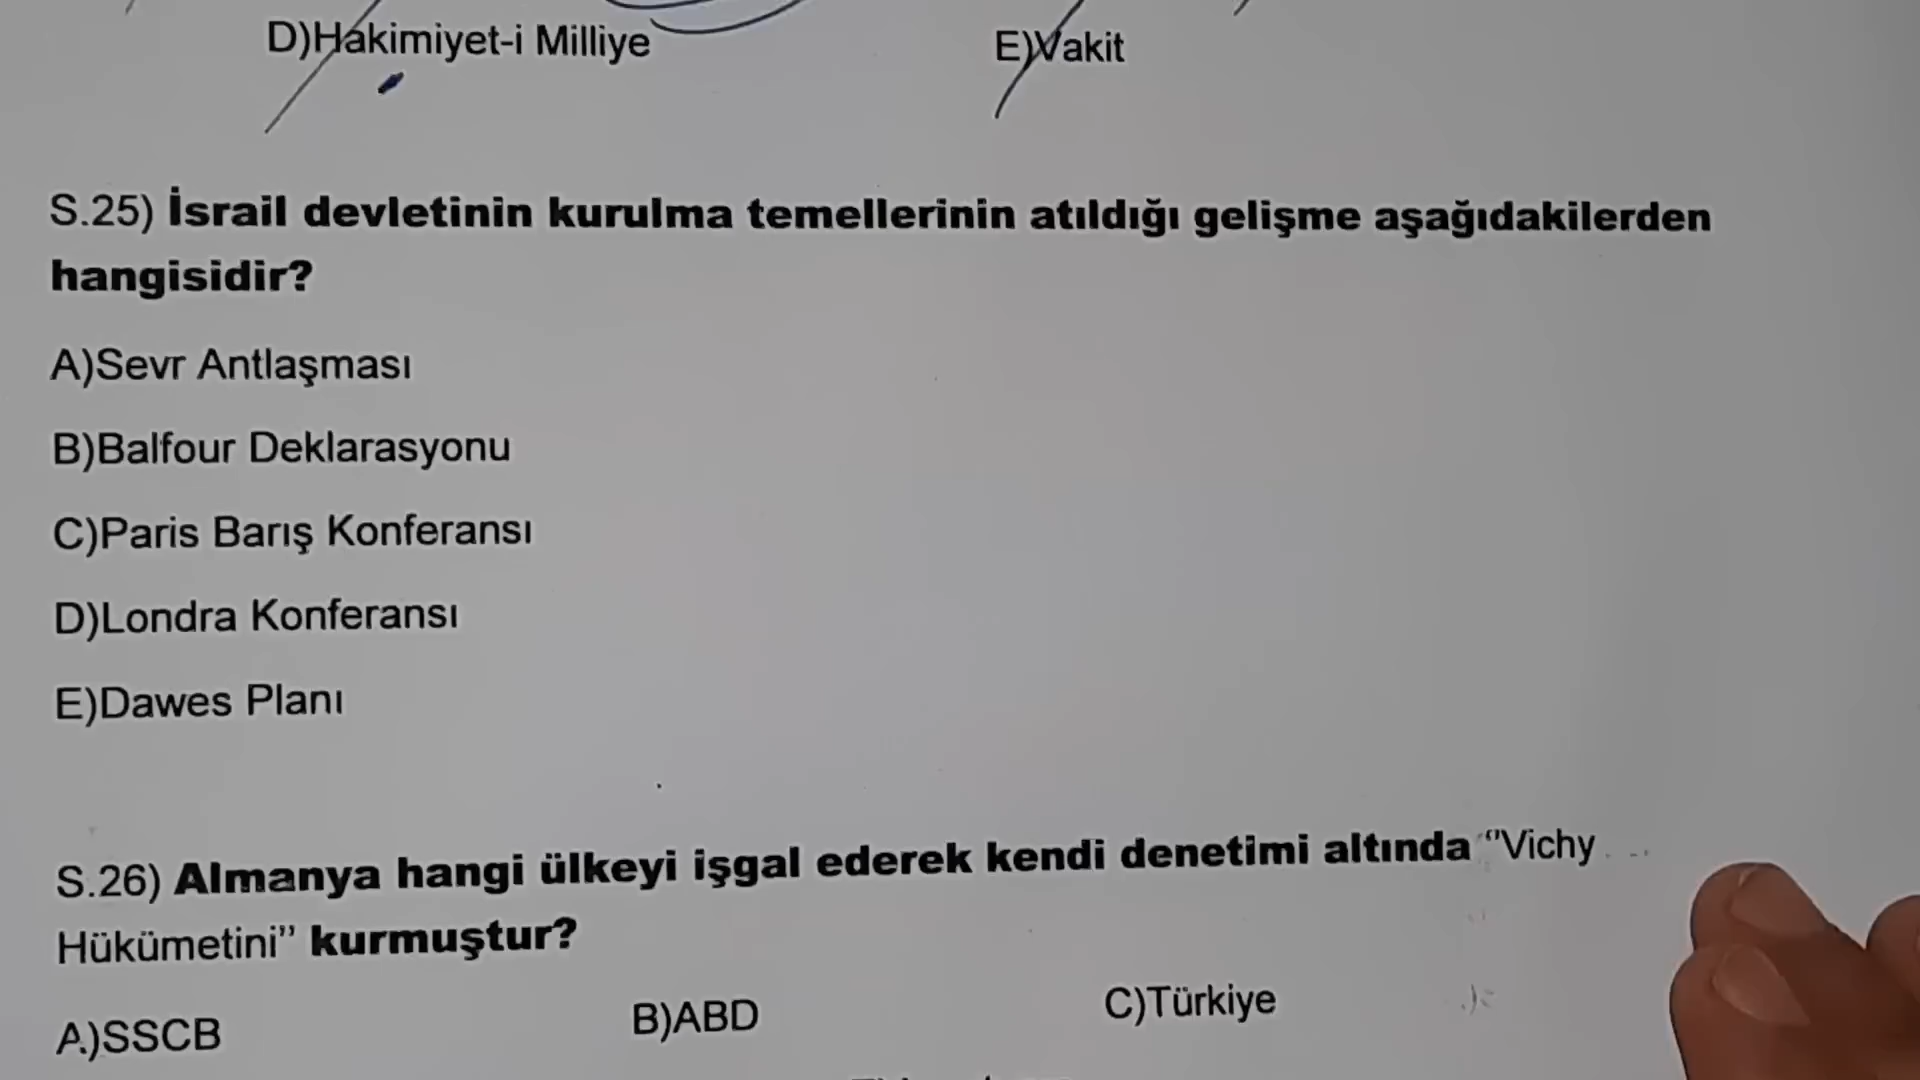 D)Hakimiyet-i Milliye E)Vakit
S.25) İsrail devletinin kurulma temellerinin atıldığı gelişme aşağıdakilerden
hangisidir?
A)Sevr Antlaşması
B)Balfour Deklarasyonu
C)Paris Barış Konferansı
D)Londra Konferansı
E)Dawes Planı
S.26) Almanya hangi ülkeyi işgal ederek kendi denetimi altında "Vichy
Hükümetini" kurmuştur?
A)SSCB B)ABD C)Türkiye